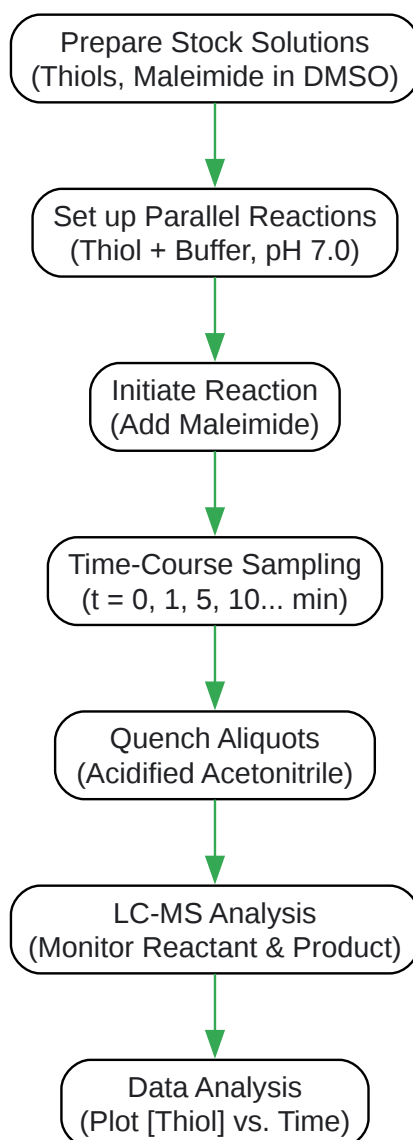 Prepare Stock Solutions
(Thiols, Maleimide in DMSO)
Set up Parallel Reactions
(Thiol + Buffer, pH 7.0)
Initiate Reaction
(Add Maleimide)
Time-Course Sampling
(t = 0, 1, 5, 10... min)
Quench Aliquots
(Acidified Acetonitrile)
LC-MS Analysis
(Monitor Reactant & Product)
Data Analysis
(Plot [Thiol] vs. Time)